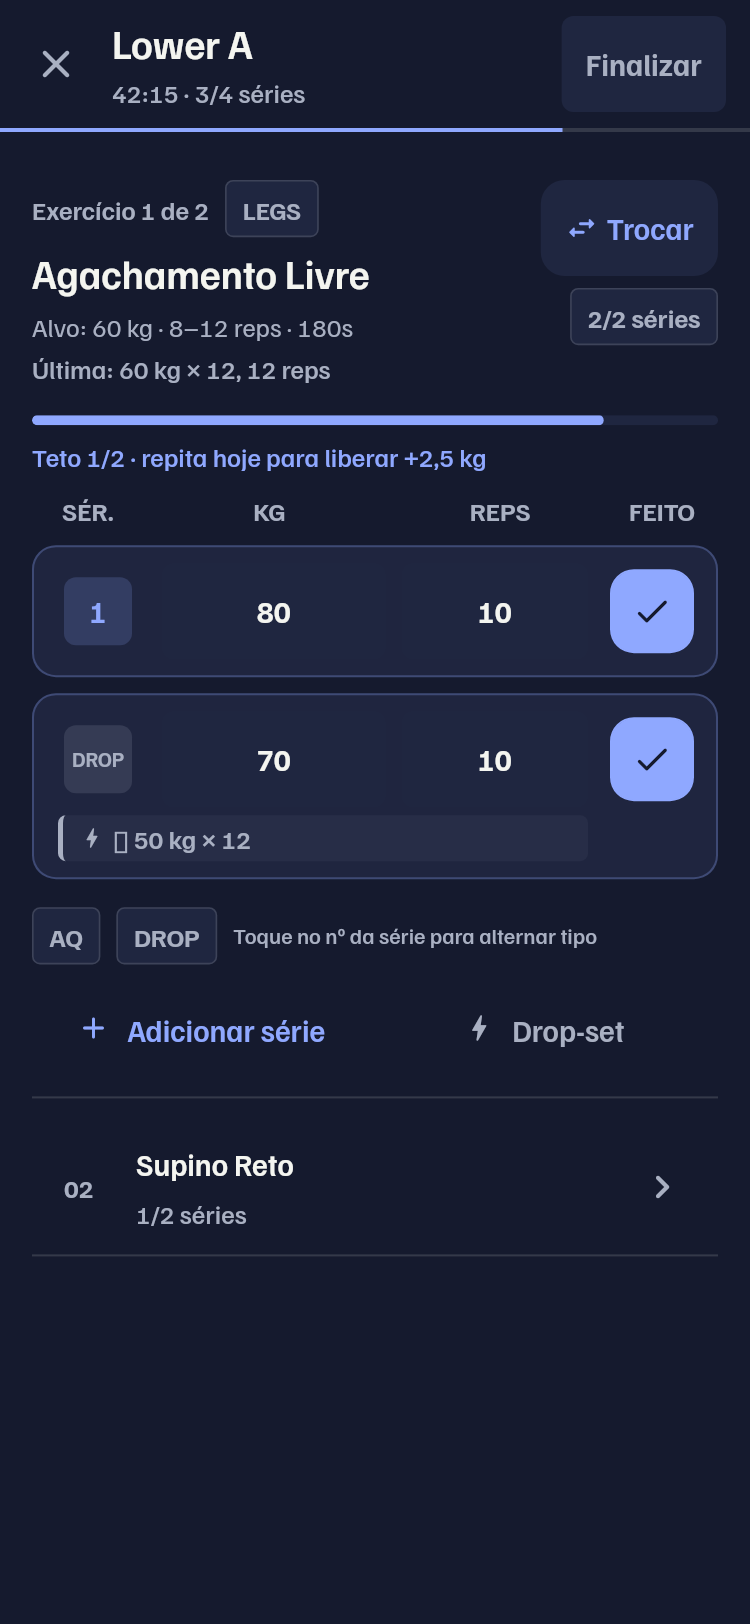 Lower A
42:15 · 3/4 séries
Finalizar
Exercício 1 de 2
LEGS
Trocar
Agachamento Livre
2/2 séries
Alvo: 60 kg · 8–12 reps · 180s
Última: 60 kg × 12, 12 reps
Teto 1/2 · repita hoje para liberar +2,5 kg
SÉR. KG REPS FEITO
1 80 10
DROP 70 10
50 kg × 12
AQ DROP Toque no nº da série para alternar tipo
+ Adicionar série Drop-set
02
Supino Reto
1/2 séries